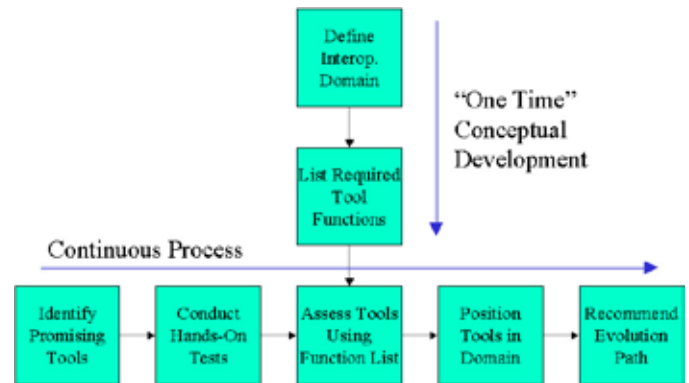 Define
Interop.
Domain
“One Time”
Conceptual
Development
List Required
Tool
Functions
Continuous Process
Identify
Promising
Tools
Conduct
Hands-On
Tests
Assess Tools
Using
Function List
Position
Tools in
Domain
Recommend
Evolution
Path